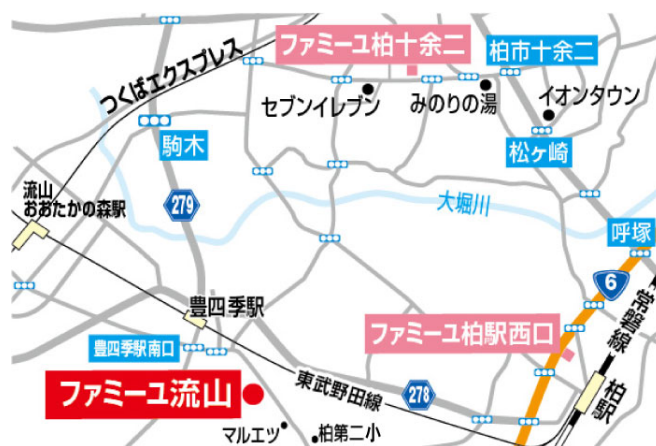 ファミーユ柏十余二
柏市十余二
つくばエクスプレス
セブンイレブン
みのりの湯
イオンタウン
駒木
松ヶ崎
流山
おおたかの森駅
279
大堀川
呼塚
6
豊四季駅
常磐線
ファミーユ柏駅西口
豊四季駅南口
ファミーユ流山
東武野田線
278
柏駅
マルエツ
柏第二小